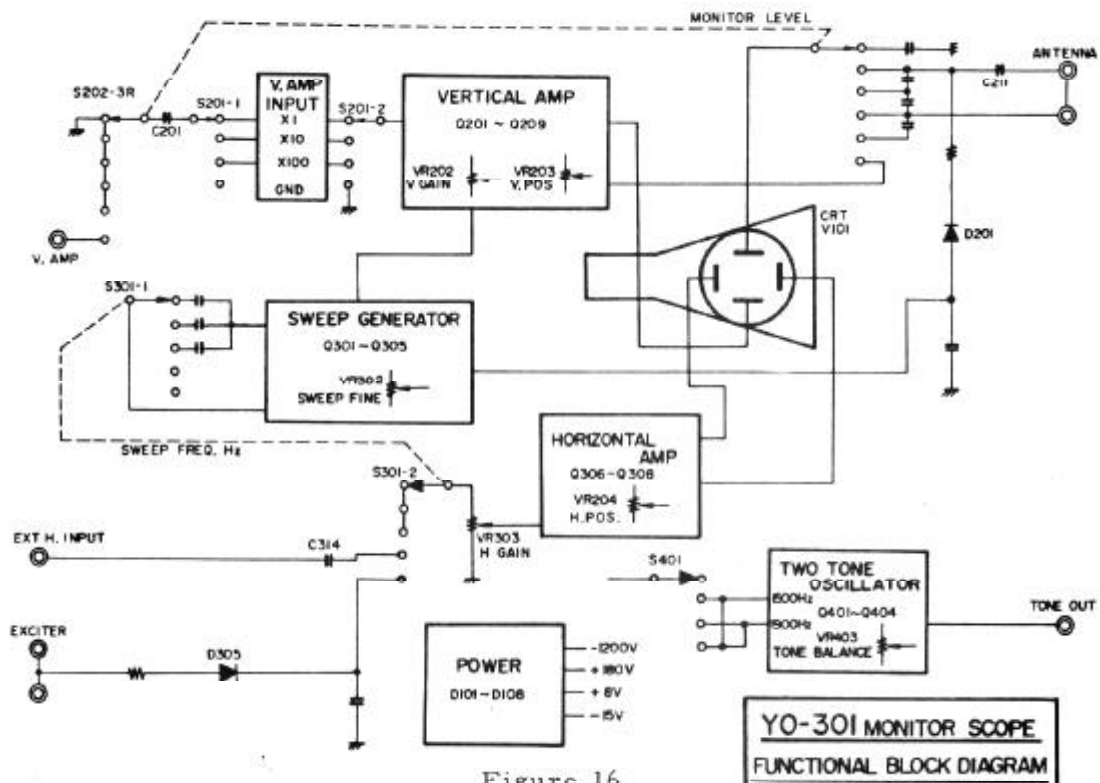 MONITOR LEVEL
ANTENNA
C211
S202-3R
C201
S201-1
V. AMP
INPUT
X1
X10
X100
GND
S201-2
VERTICAL AMP
Q201 ~ Q209
VR202
V GAIN
VR203
V. POS
CRT
V101
D201
V. AMP
S301-1
SWEEP GENERATOR
Q301~Q305
VR302
SWEEP FINE
SWEEP FREQ. Hz
S301-2
HORIZONTAL
AMP
Q306~Q308
VR204
H.POS.
EXT H. INPUT
C314
VR303
H GAIN
S401
TWO TONE
OSCILLATOR
1500Hz
Q401~Q404
1900Hz
VR403
TONE BALANCE
TONE OUT
EXCITER
D305
POWER
D101~D108
-1200V
+180V
+8V
-15V
YO-301 MONITOR SCOPE
FUNCTIONAL BLOCK DIAGRAM
Figure 16